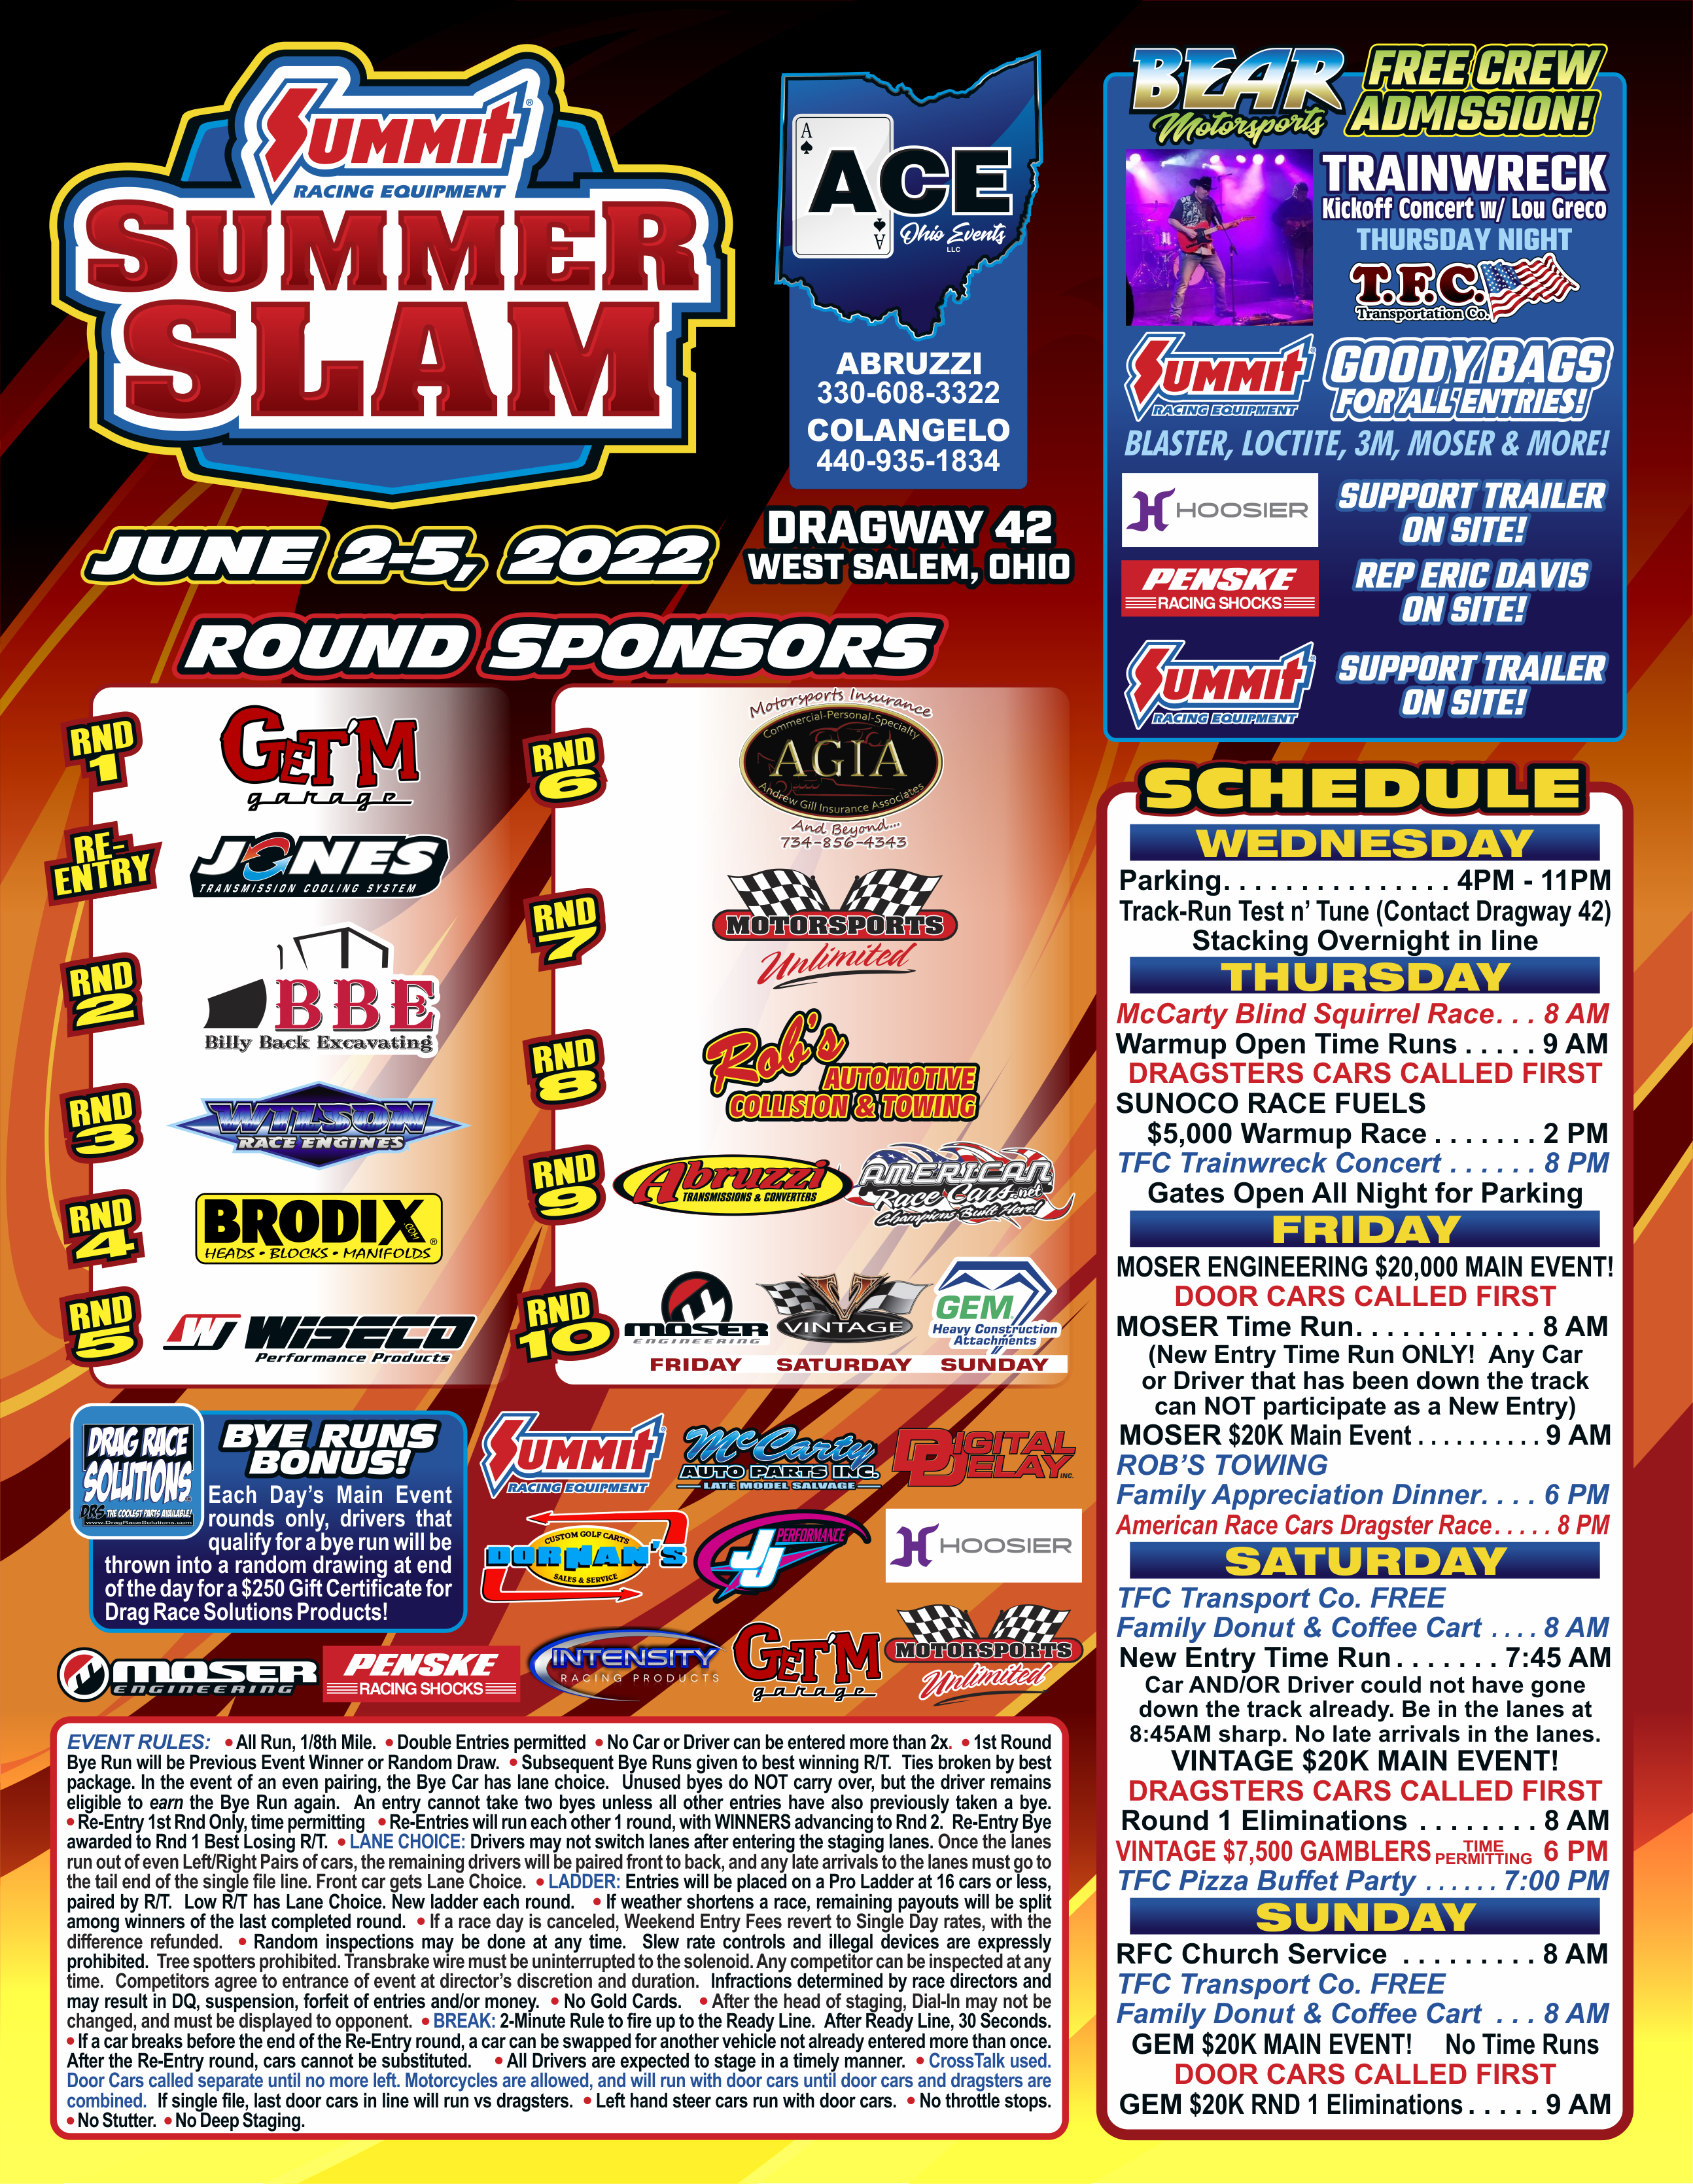 SUMMIT®
RACING EQUIPMENT
SUMMER
SLAM
A
ACE
A
Ohio Events
LLC
ABRUZZI
330-608-3322
COLANGELO
440-935-1834
JUNE 2-5, 2022
DRAGWAY 42
WEST SALEM, OHIO
BEAR
Motorsports
FREE CREW
ADMISSION!
TRAINWRECK
Kickoff Concert w/ Lou Greco
THURSDAY NIGHT
T.F.C.
Transportation Co.
SUMMIT®
RACING EQUIPMENT
GOODY BAGS
FOR ALL ENTRIES!
BLASTER, LOCTITE, 3M, MOSER & MORE!
H HOOSIER
SUPPORT TRAILER
ON SITE!
PENSKE
RACING SHOCKS
REP ERIC DAVIS
ON SITE!
SUMMIT®
RACING EQUIPMENT
SUPPORT TRAILER
ON SITE!
ROUND SPONSORS
RND
1
GET'M
garage
RE-
ENTRY
JONES
TRANSMISSION COOLING SYSTEM
RND
2
BBE
Billy Back Excavating
RND
3
WILSON
RACE ENGINES
RND
4
BRODIX.COM®
HEADS • BLOCKS • MANIFOLDS
RND
5
W WISECO
Performance Products
RND
6
Motorsports Insurance
Commercial-Personal-Specialty
AGIA
Andrew Gill Insurance Associates
And Beyond...
734-856-4343
RND
7
MOTORSPORTS
Unlimited
RND
8
Rob's
AUTOMOTIVE
COLLISION & TOWING
RND
9
Abruzzi
TRANSMISSIONS & CONVERTERS
AMERICAN
Race Cars.net
Champions Built Here!
RND
10
MOSER
ENGINEERING
FRIDAY
V
VINTAGE
SATURDAY
GEM
Heavy Construction
Attachments
SUNDAY
DRAG RACE
SOLUTIONS
DRS THE COOLEST PARTS AVAILABLE!
www.DragRaceSolutions.com
BYE RUNS
BONUS!
Each Day's Main Event
rounds only, drivers that
qualify for a bye run will be
thrown into a random drawing at end
of the day for a $250 Gift Certificate for
Drag Race Solutions Products!
SUMMIT®
RACING EQUIPMENT
McCarty
AUTO PARTS INC.
LATE MODEL SALVAGE
DIGITAL
DELAY INC.
CUSTOM GOLF CARTS
DORMAN'S
SALES & SERVICE
JJ PERFORMANCE
H HOOSIER
MOSER
ENGINEERING
PENSKE
RACING SHOCKS
INTENSITY
RACING PRODUCTS
GET'M
garage
MOTORSPORTS
Unlimited
EVENT RULES: • All Run, 1/8th Mile. • Double Entries permitted • No Car or Driver can be entered more than 2x. • 1st Round
Bye Run will be Previous Event Winner or Random Draw. • Subsequent Bye Runs given to best winning R/T. Ties broken by best
package. In the event of an even pairing, the Bye Car has lane choice. Unused byes do NOT carry over, but the driver remains
eligible to earn the Bye Run again. An entry cannot take two byes unless all other entries have also previously taken a bye.
• Re-Entry 1st Rnd Only, time permitting • Re-Entries will run each other 1 round, with WINNERS advancing to Rnd 2. Re-Entry Bye
awarded to Rnd 1 Best Losing R/T. • LANE CHOICE: Drivers may not switch lanes after entering the staging lanes. Once the lanes
run out of even Left/Right Pairs of cars, the remaining drivers will be paired front to back, and any late arrivals to the lanes must go to
the tail end of the single file line. Front car gets Lane Choice. • LADDER: Entries will be placed on a Pro Ladder at 16 cars or less,
paired by R/T. Low R/T has Lane Choice. New ladder each round. • If weather shortens a race, remaining payouts will be split
among winners of the last completed round. • If a race day is canceled, Weekend Entry Fees revert to Single Day rates, with the
difference refunded. • Random inspections may be done at any time. Slew rate controls and illegal devices are expressly
prohibited. Tree spotters prohibited. Transbrake wire must be uninterrupted to the solenoid. Any competitor can be inspected at any
time. Competitors agree to entrance of event at director's discretion and duration. Infractions determined by race directors and
may result in DQ, suspension, forfeit of entries and/or money. • No Gold Cards. • After the head of staging, Dial-In may not be
changed, and must be displayed to opponent. • BREAK: 2-Minute Rule to fire up to the Ready Line. After Ready Line, 30 Seconds.
• If a car breaks before the end of the Re-Entry round, a car can be swapped for another vehicle not already entered more than once.
After the Re-Entry round, cars cannot be substituted. • All Drivers are expected to stage in a timely manner. • CrossTalk used.
Door Cars called separate until no more left. Motorcycles are allowed, and will run with door cars until door cars and dragsters are
combined. If single file, last door cars in line will run vs dragsters. • Left hand steer cars run with door cars. • No throttle stops.
• No Stutter. • No Deep Staging.
SCHEDULE
WEDNESDAY
Parking. . . . . . . . . . . . . . . 4PM - 11PM
Track-Run Test n' Tune (Contact Dragway 42)
Stacking Overnight in line
THURSDAY
McCarty Blind Squirrel Race. . . 8 AM
Warmup Open Time Runs . . . . . 9 AM
DRAGSTERS CARS CALLED FIRST
SUNOCO RACE FUELS
$5,000 Warmup Race . . . . . . . 2 PM
TFC Trainwreck Concert . . . . . . 8 PM
Gates Open All Night for Parking
FRIDAY
MOSER ENGINEERING $20,000 MAIN EVENT!
DOOR CARS CALLED FIRST
MOSER Time Run. . . . . . . . . . . . 8 AM
(New Entry Time Run ONLY! Any Car
or Driver that has been down the track
can NOT participate as a New Entry)
MOSER $20K Main Event . . . . . . . . . . 9 AM
ROB'S TOWING
Family Appreciation Dinner. . . . 6 PM
American Race Cars Dragster Race. . . . . 8 PM
SATURDAY
TFC Transport Co. FREE
Family Donut & Coffee Cart . . . . 8 AM
New Entry Time Run . . . . . . . 7:45 AM
Car AND/OR Driver could not have gone
down the track already. Be in the lanes at
8:45AM sharp. No late arrivals in the lanes.
VINTAGE $20K MAIN EVENT!
DRAGSTERS CARS CALLED FIRST
Round 1 Eliminations . . . . . . . . 8 AM
VINTAGE $7,500 GAMBLERS TIME PERMITTING 6 PM
TFC Pizza Buffet Party . . . . . . 7:00 PM
SUNDAY
RFC Church Service . . . . . . . . . 8 AM
TFC Transport Co. FREE
Family Donut & Coffee Cart . . . 8 AM
GEM $20K MAIN EVENT! No Time Runs
DOOR CARS CALLED FIRST
GEM $20K RND 1 Eliminations . . . . . 9 AM